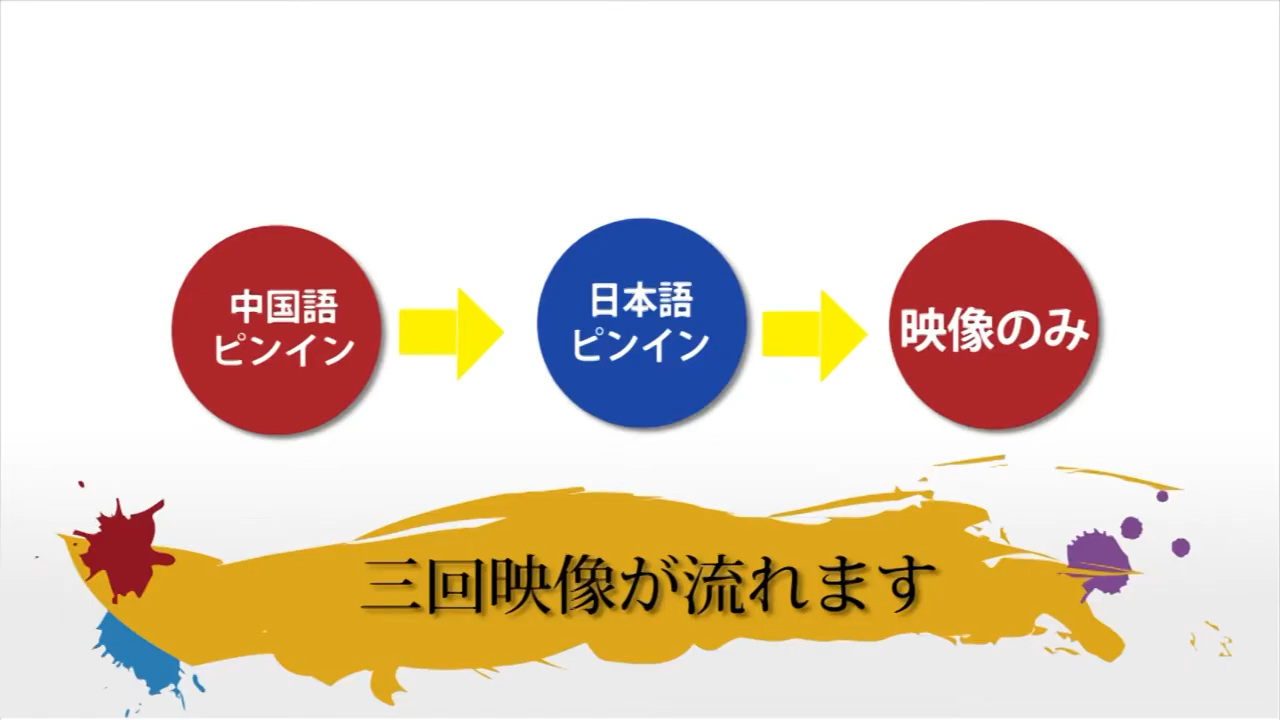 中国語
ピンイン
日本語
ピンイン
映像のみ
三回映像が流れます